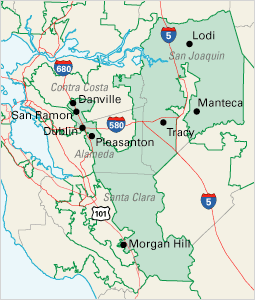 5
Lodi
San Joaquin
680
Contra Costa
Danville
San Ramon
Manteca
Dublin
580
Tracy
Pleasanton
Alameda
Santa Clara
5
101
Morgan Hill